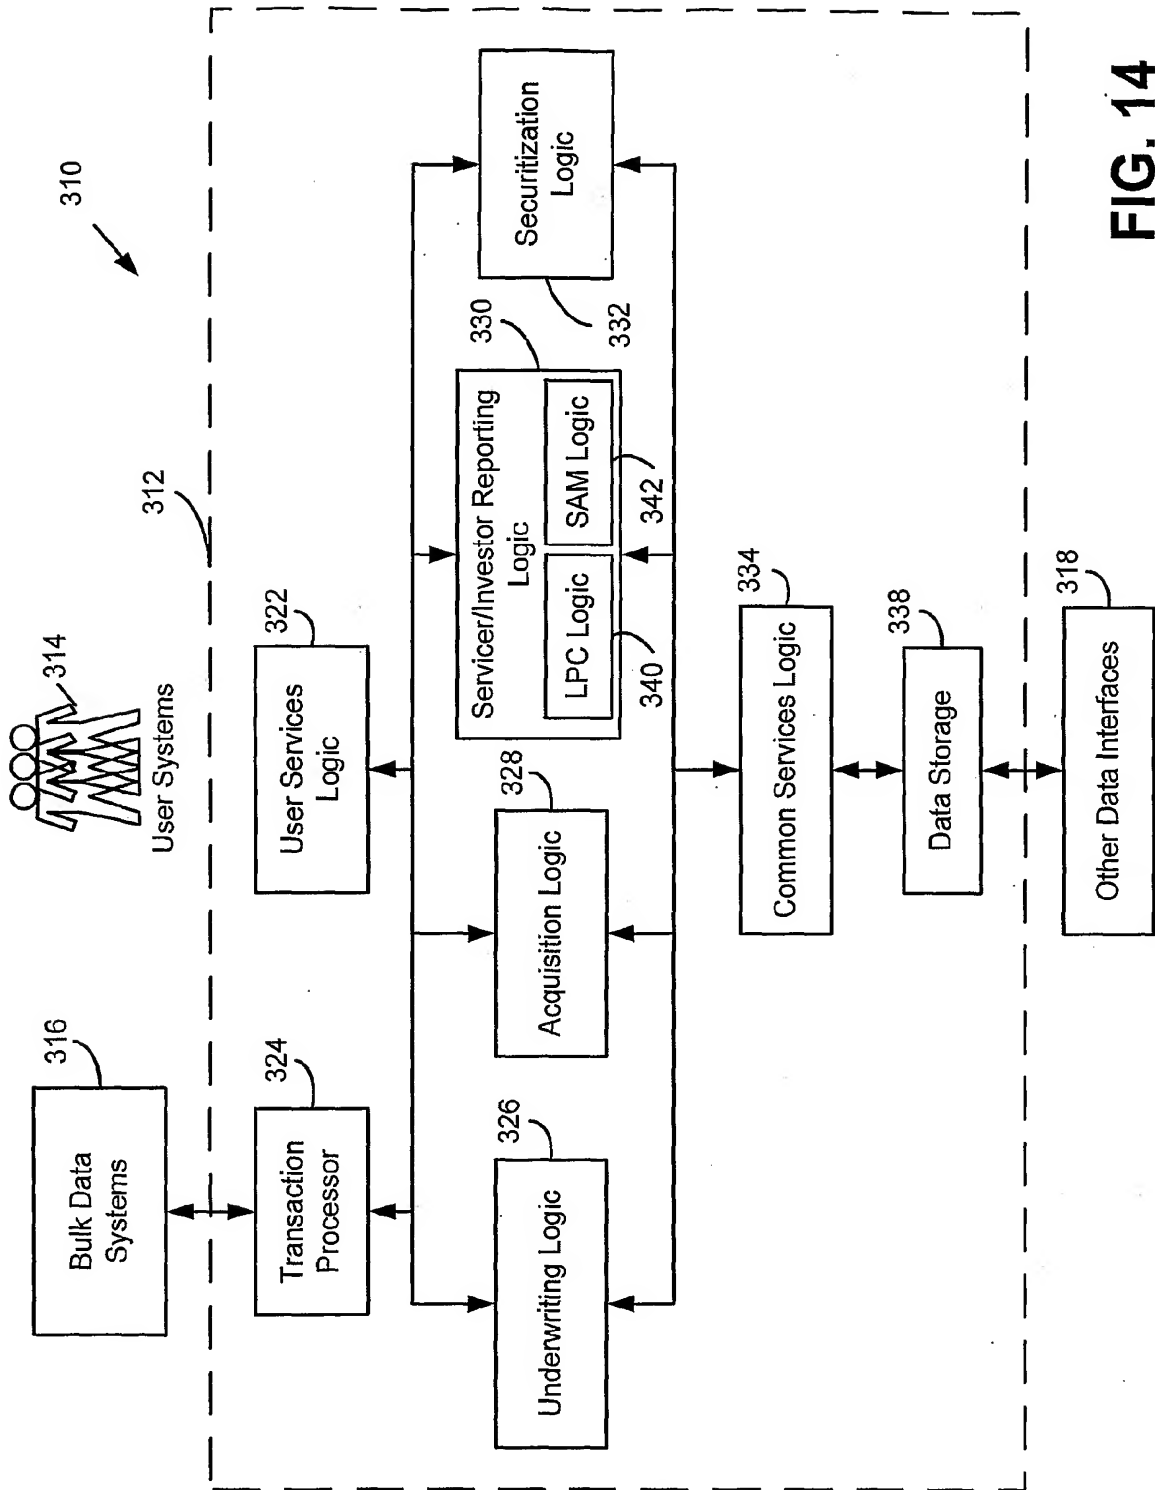 310
312
316
Bulk Data
Systems
314
User Systems
324
Transaction
Processor
322
User Services
Logic
326
Underwriting Logic
328
Acquisition Logic
330
Servicer/Investor Reporting
Logic
LPC Logic
SAM Logic
340
342
Securitization
Logic
332
334
Common Services Logic
338
Data Storage
318
Other Data Interfaces
FIG. 14